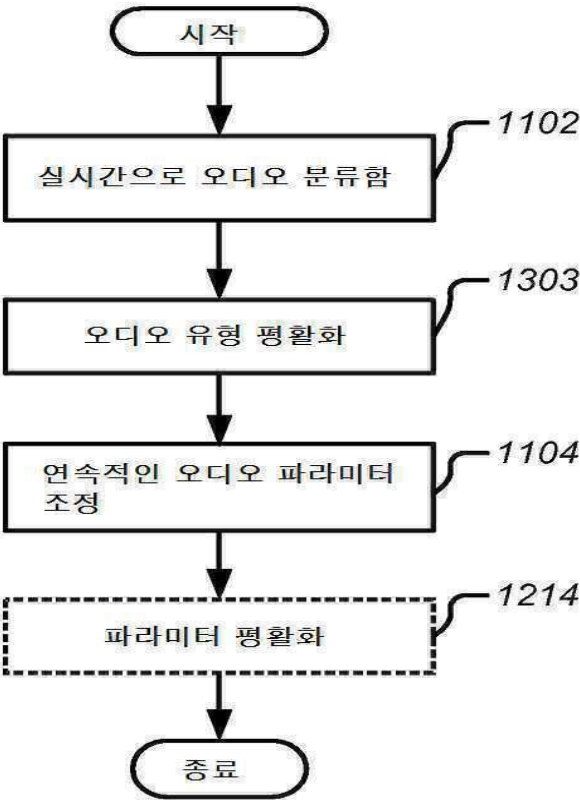 시작
1102
실시간으로 오디오 분류함
1303
오디오 유형 평활화
1104
연속적인 오디오 파라미터
조정
1214
파라미터 평활화
종료